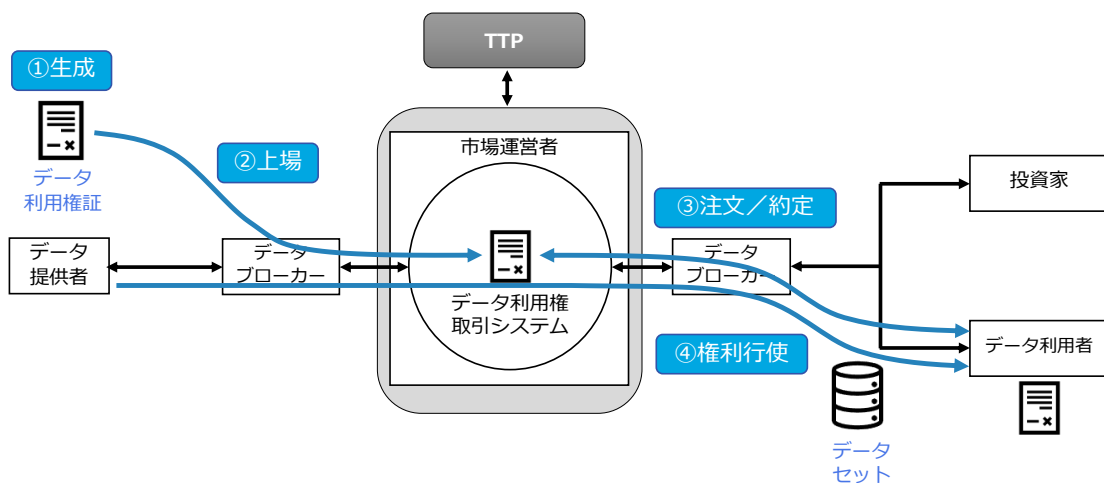 TTP
①生成
市場運営者
②上場
データ
利用権証
投資家
③注文／約定
データ
提供者
データ
ブローカー
データ
ブローカー
データ利用権
取引システム
④権利行使
データ利用者
データ
セット